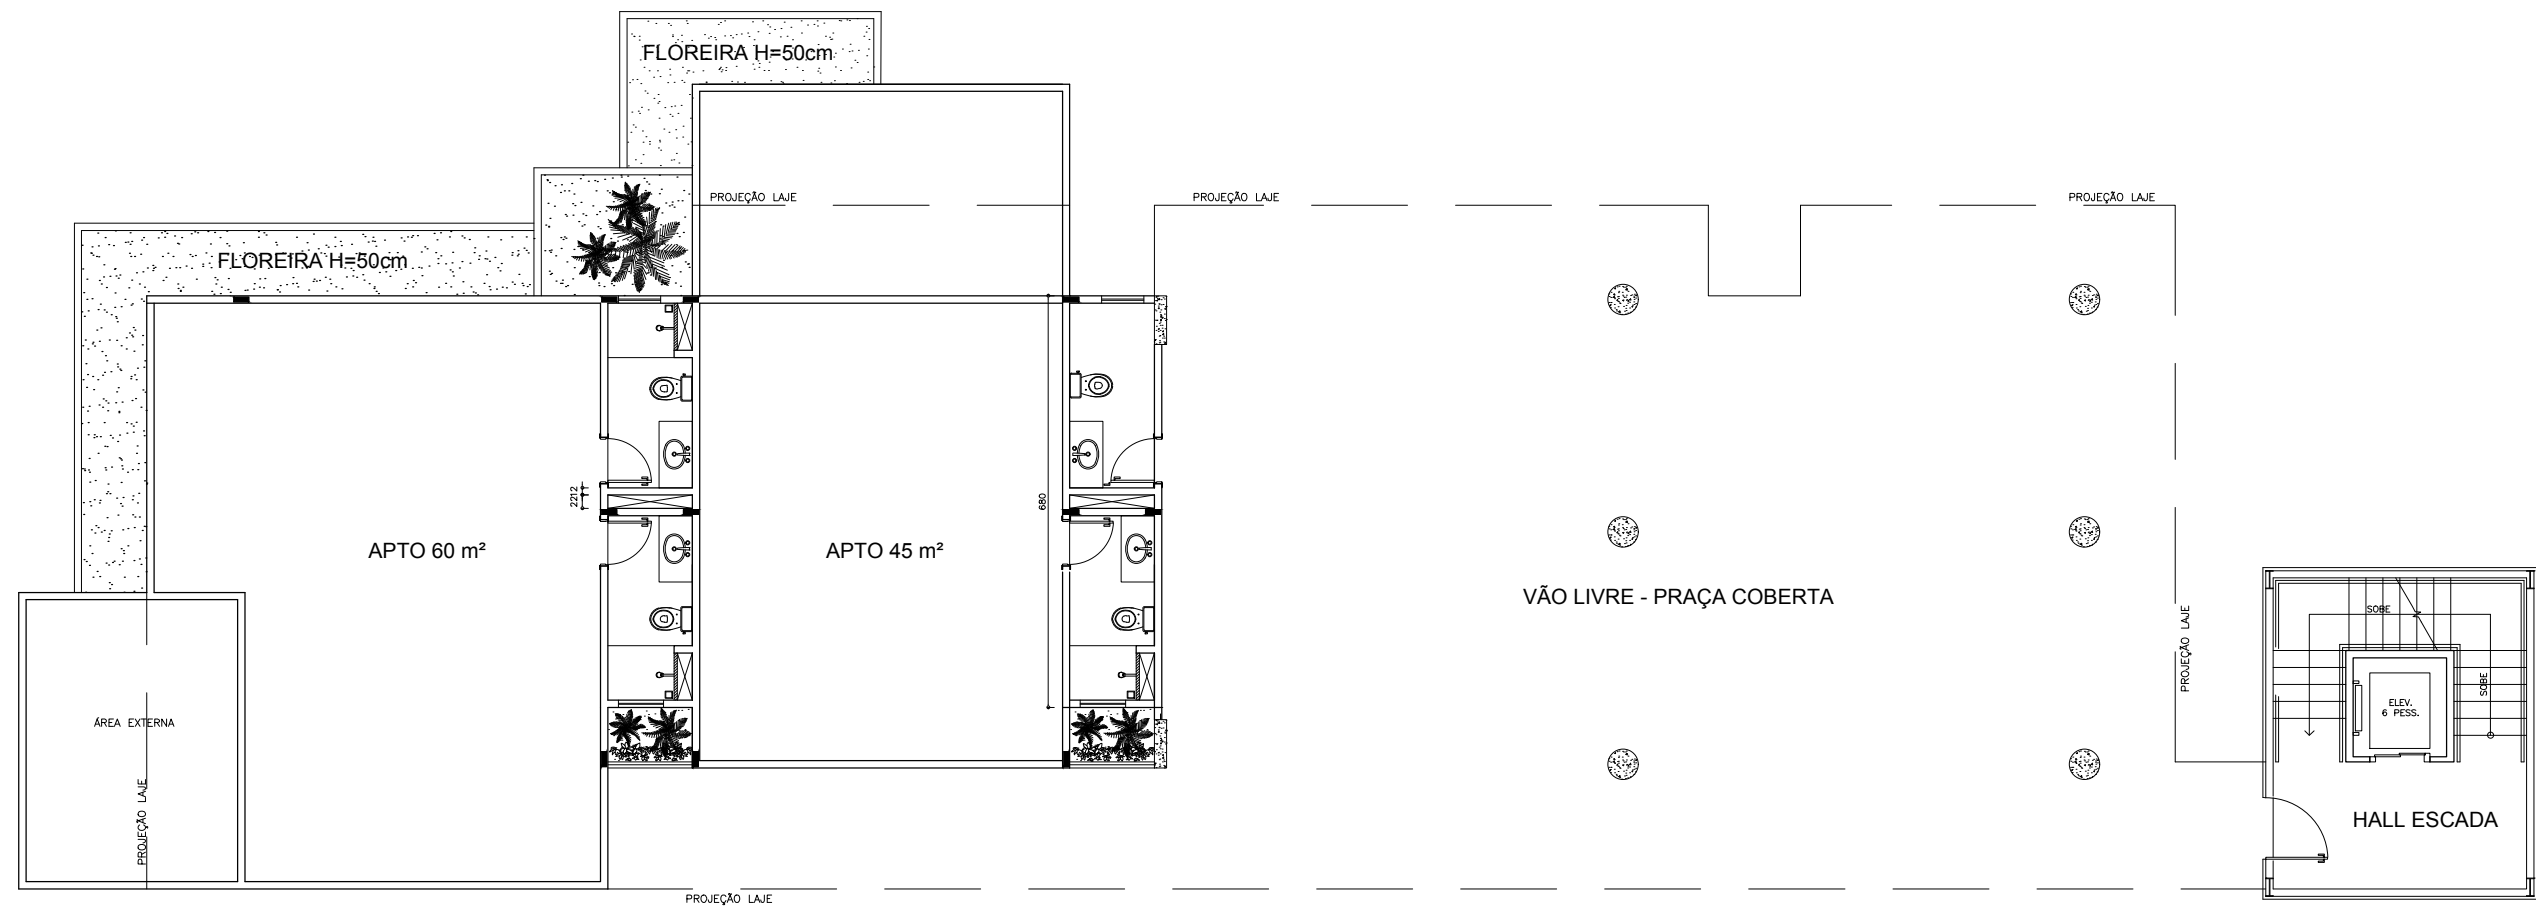 FLOREIRA H=50cm
PROJEÇÃO LAJE
PROJEÇÃO LAJE
PROJEÇÃO LAJE
FLOREIRA H=50cm
2212
680
APTO 60 m²
APTO 45 m²
VÃO LIVRE - PRAÇA COBERTA
PROJEÇÃO LAJE
SOBE
SOBE
ELEV.
6 PESS.
ÁREA EXTERNA
PROJEÇÃO LAJE
HALL ESCADA
PROJEÇÃO LAJE